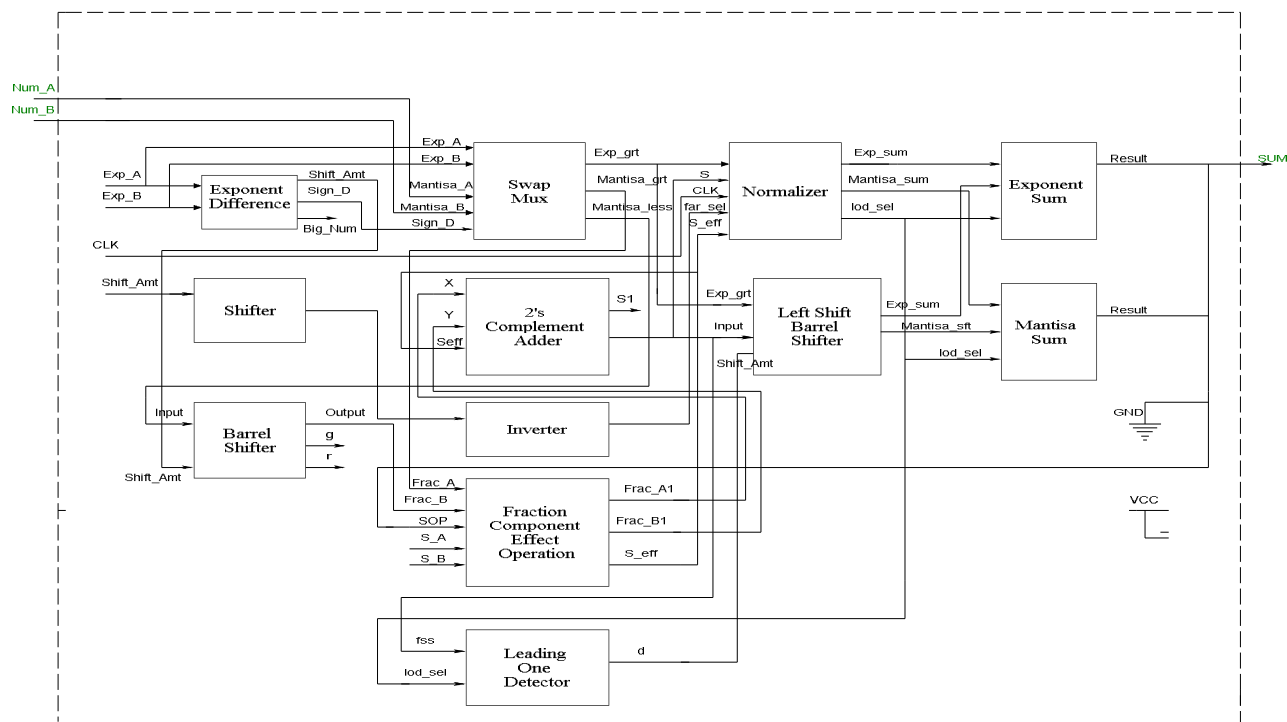 Num_A
Num_B
Exp_A
Exp_B
Exponent
Difference
Shift_Amt
Sign_D
Big_Num
Exp_A
Exp_B
Mantisa_A
Mantisa_B
Sign_D
Swap
Mux
Exp_grt
Mantisa_grt
Mantisa_less
S
CLK
far_sel
S_eff
Normalizer
Exp_sum
Mantisa_sum
lod_sel
Exponent
Sum
Result
SUM
CLK
Shift_Amt
Shifter
X
Y
Seff
2's
Complement
Adder
S1
Exp_grt
Input
Shift_Amt
Left Shift
Barrel
Shifter
Exp_sum
Mantisa_sft
lod_sel
Mantisa
Sum
Result
Input
Shift_Amt
Barrel
Shifter
Output
g
r
Inverter
GND
VCC
Frac_A
Frac_B
SOP
S_A
S_B
Fraction
Component
Effect
Operation
Frac_A1
Frac_B1
S_eff
fss
lod_sel
Leading
One
Detector
d